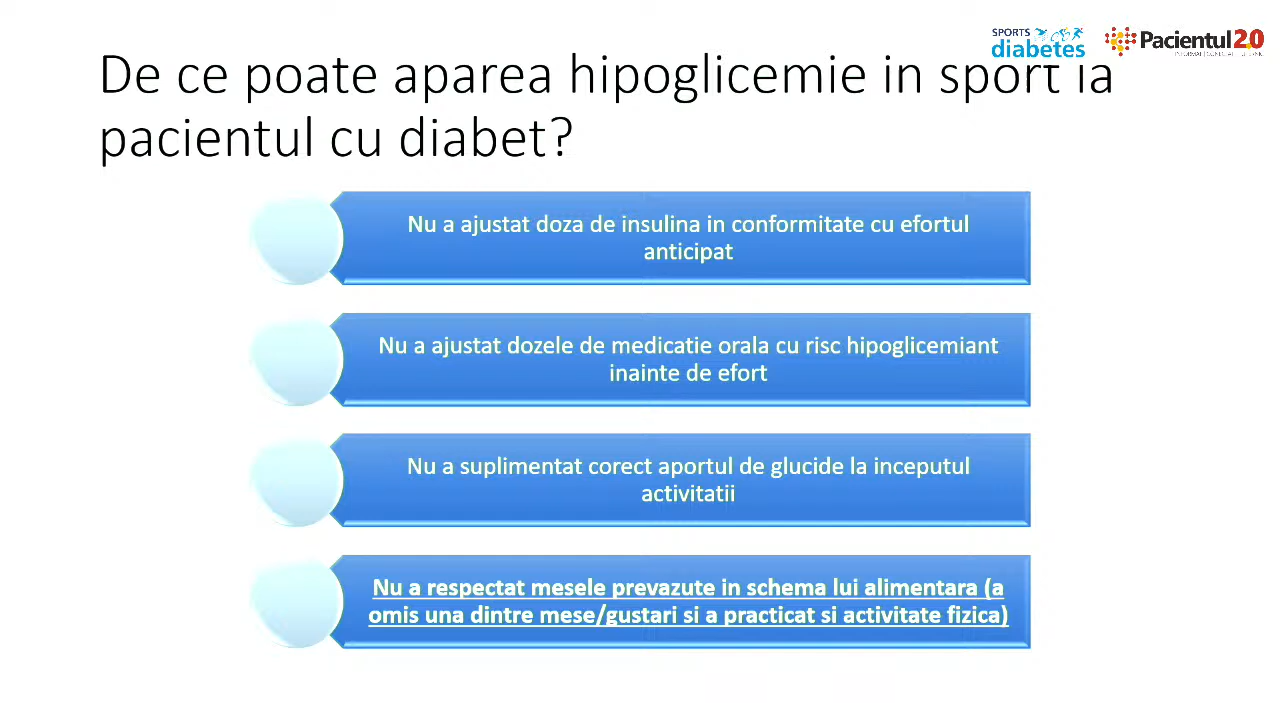 SPORTS
diabetes
Pacientul 2.0
De ce poate aparea hipoglicemie in sport la
pacientul cu diabet?
Nu a ajustat doza de insulina in conformitate cu efortul
anticipat
Nu a ajustat dozele de medicatie orala cu risc hipoglicemiant
inainte de efort
Nu a suplimentat corect aportul de glucide la inceputul
activitatii
Nu a respectat mesele prevazute in schema lui alimentara (a
omis una dintre mese/gustari si a practicat si activitate fizica)